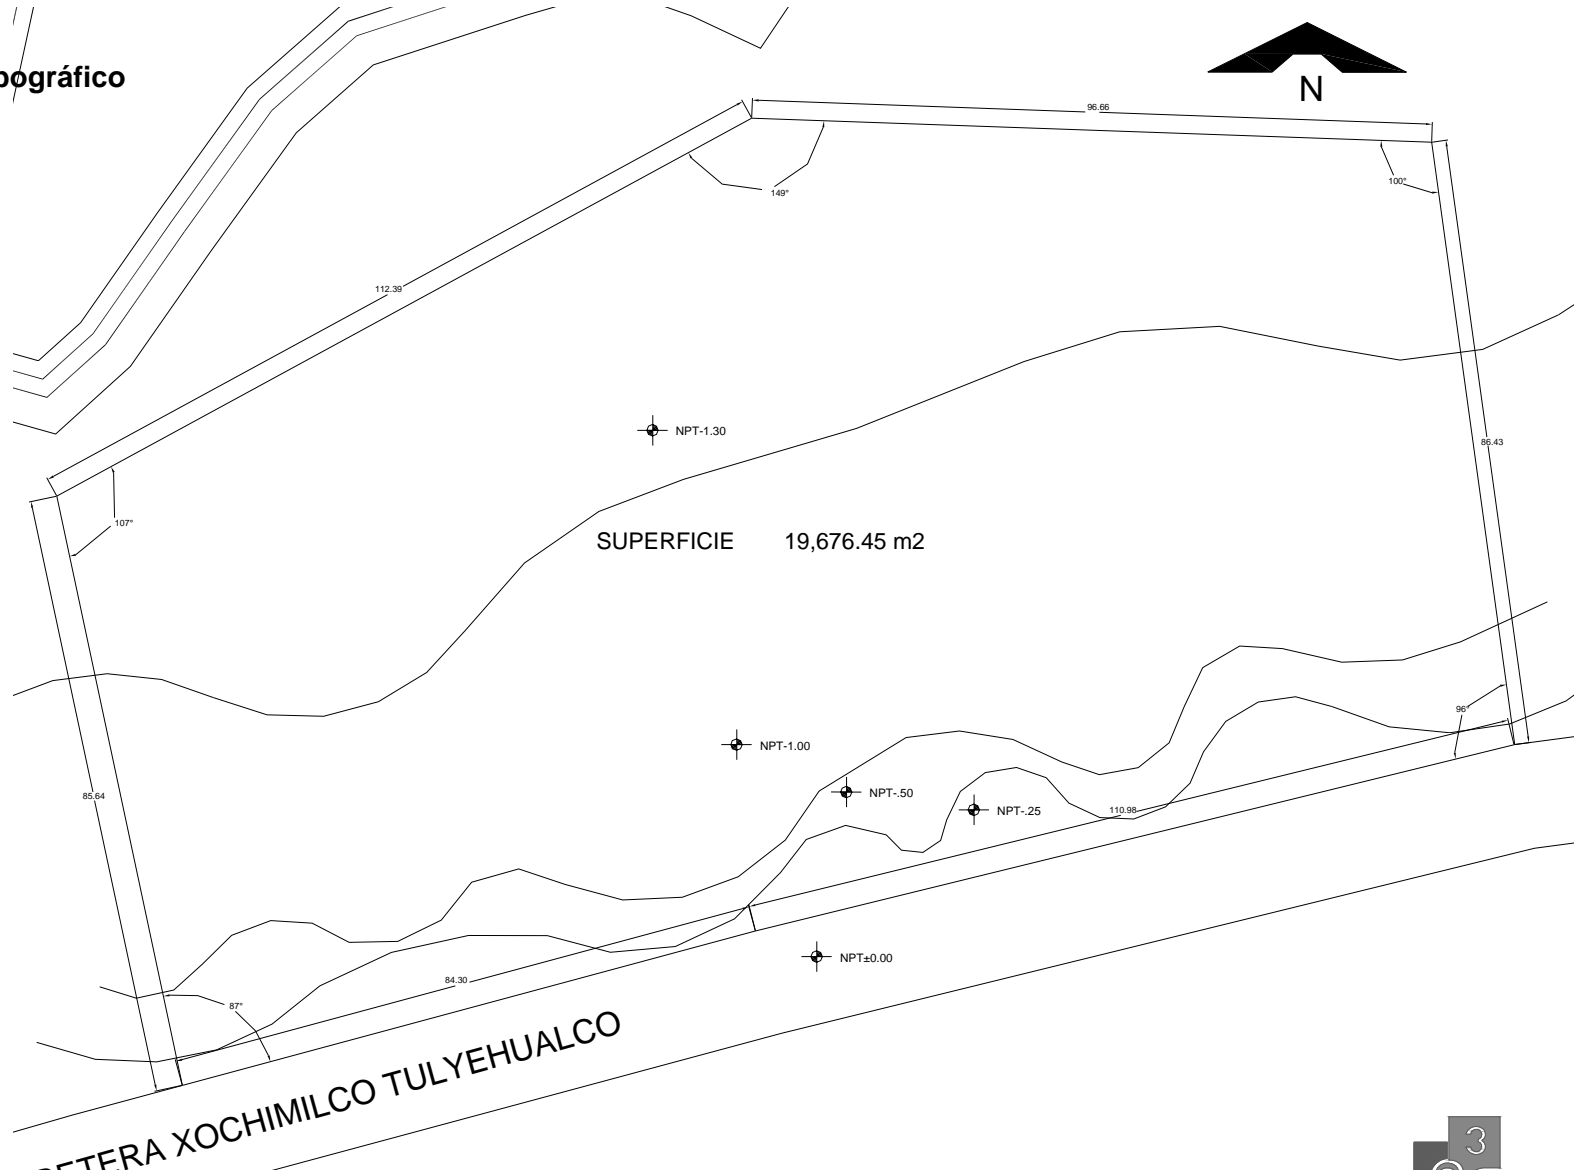 N
96.66
149°
100°
112.39
NPT-1.30
86.43
107°
SUPERFICIE 19,676.45 m2
96°
NPT-1.00
NPT-.50
85.64
NPT-.25
110.98
NPT±0.00
84.30
87°
XOCHIMILCO TULYEHUALCO
3